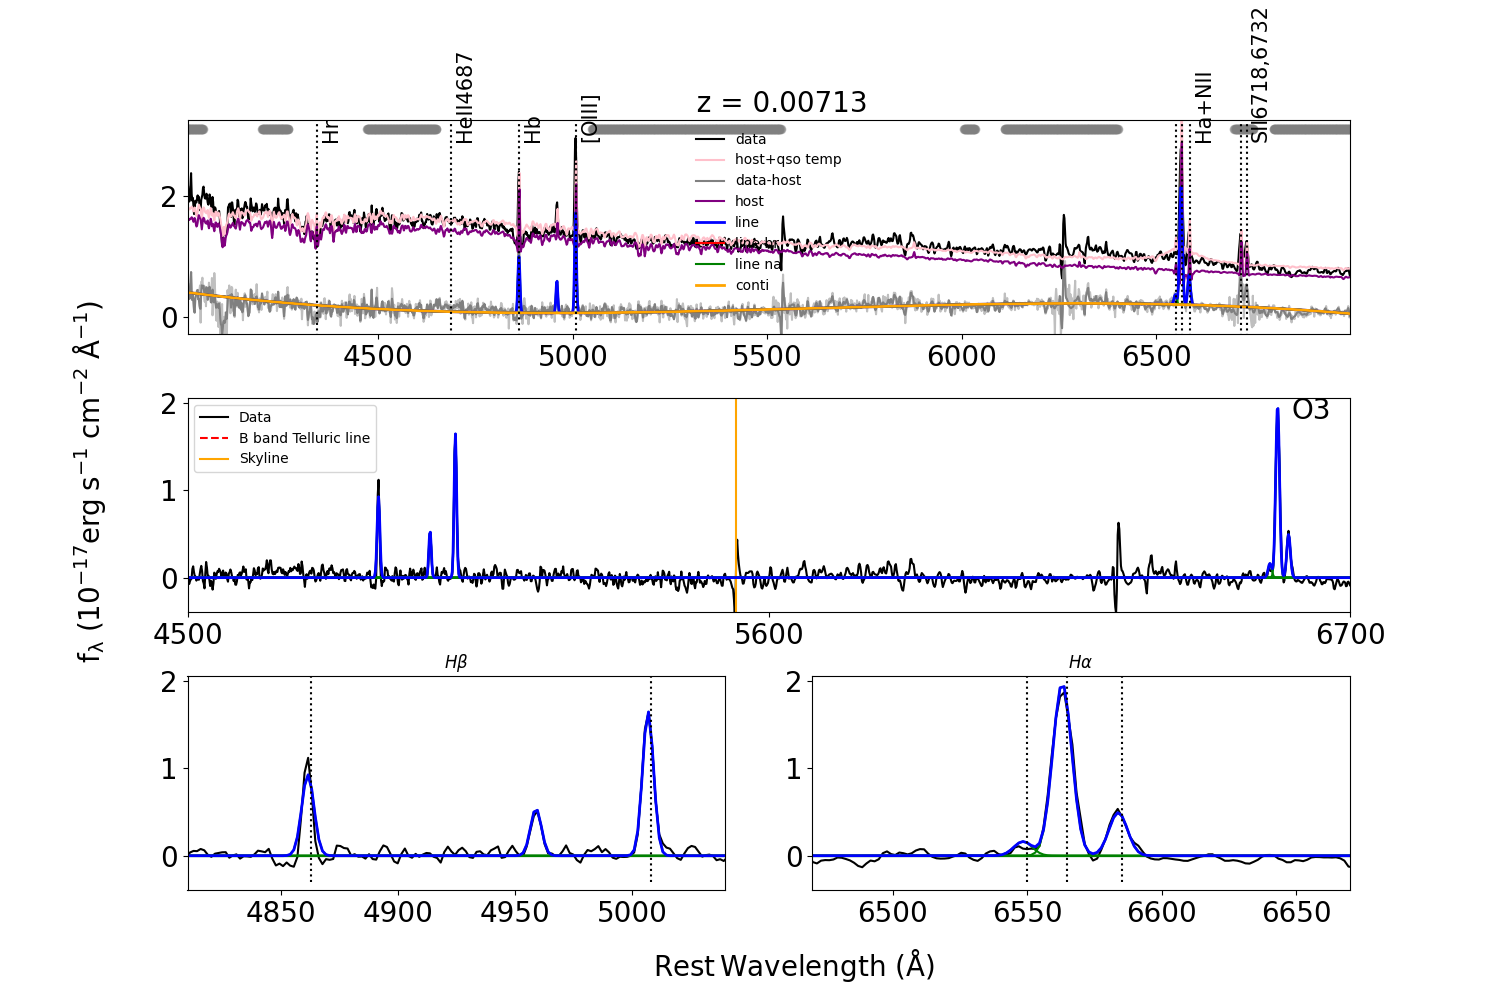 z = 0.00713
Hr
HeII4687
Hb
[OIII]
Ha+NII
SII6718,6732
data
host+qso temp
data-host
host
line
line na
conti
2
0
4500
5000
5500
6000
6500
fλ (10−17erg s−1 cm−2 Å−1)
Data
B band Telluric line
Skyline
O3
2
1
0
4500
5600
6700
Hβ
2
1
0
4850
4900
4950
5000
Hα
2
1
0
6500
6550
6600
6650
Rest Wavelength (Å)